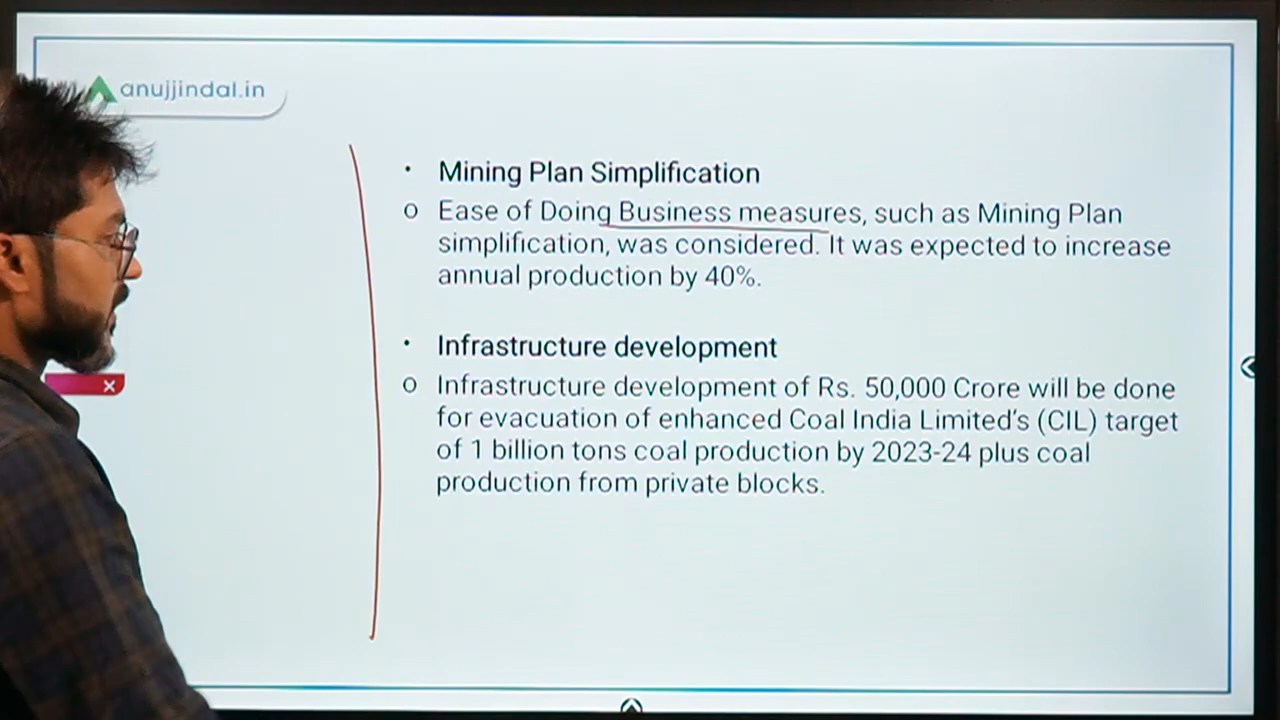 anujjindal.in
• Mining Plan Simplification
o Ease of Doing Business measures, such as Mining Plan
simplification, was considered. It was expected to increase
annual production by 40%.
• Infrastructure development
o Infrastructure development of Rs. 50,000 Crore will be done
for evacuation of enhanced Coal India Limited's (CIL) target
of 1 billion tons coal production by 2023-24 plus coal
production from private blocks.